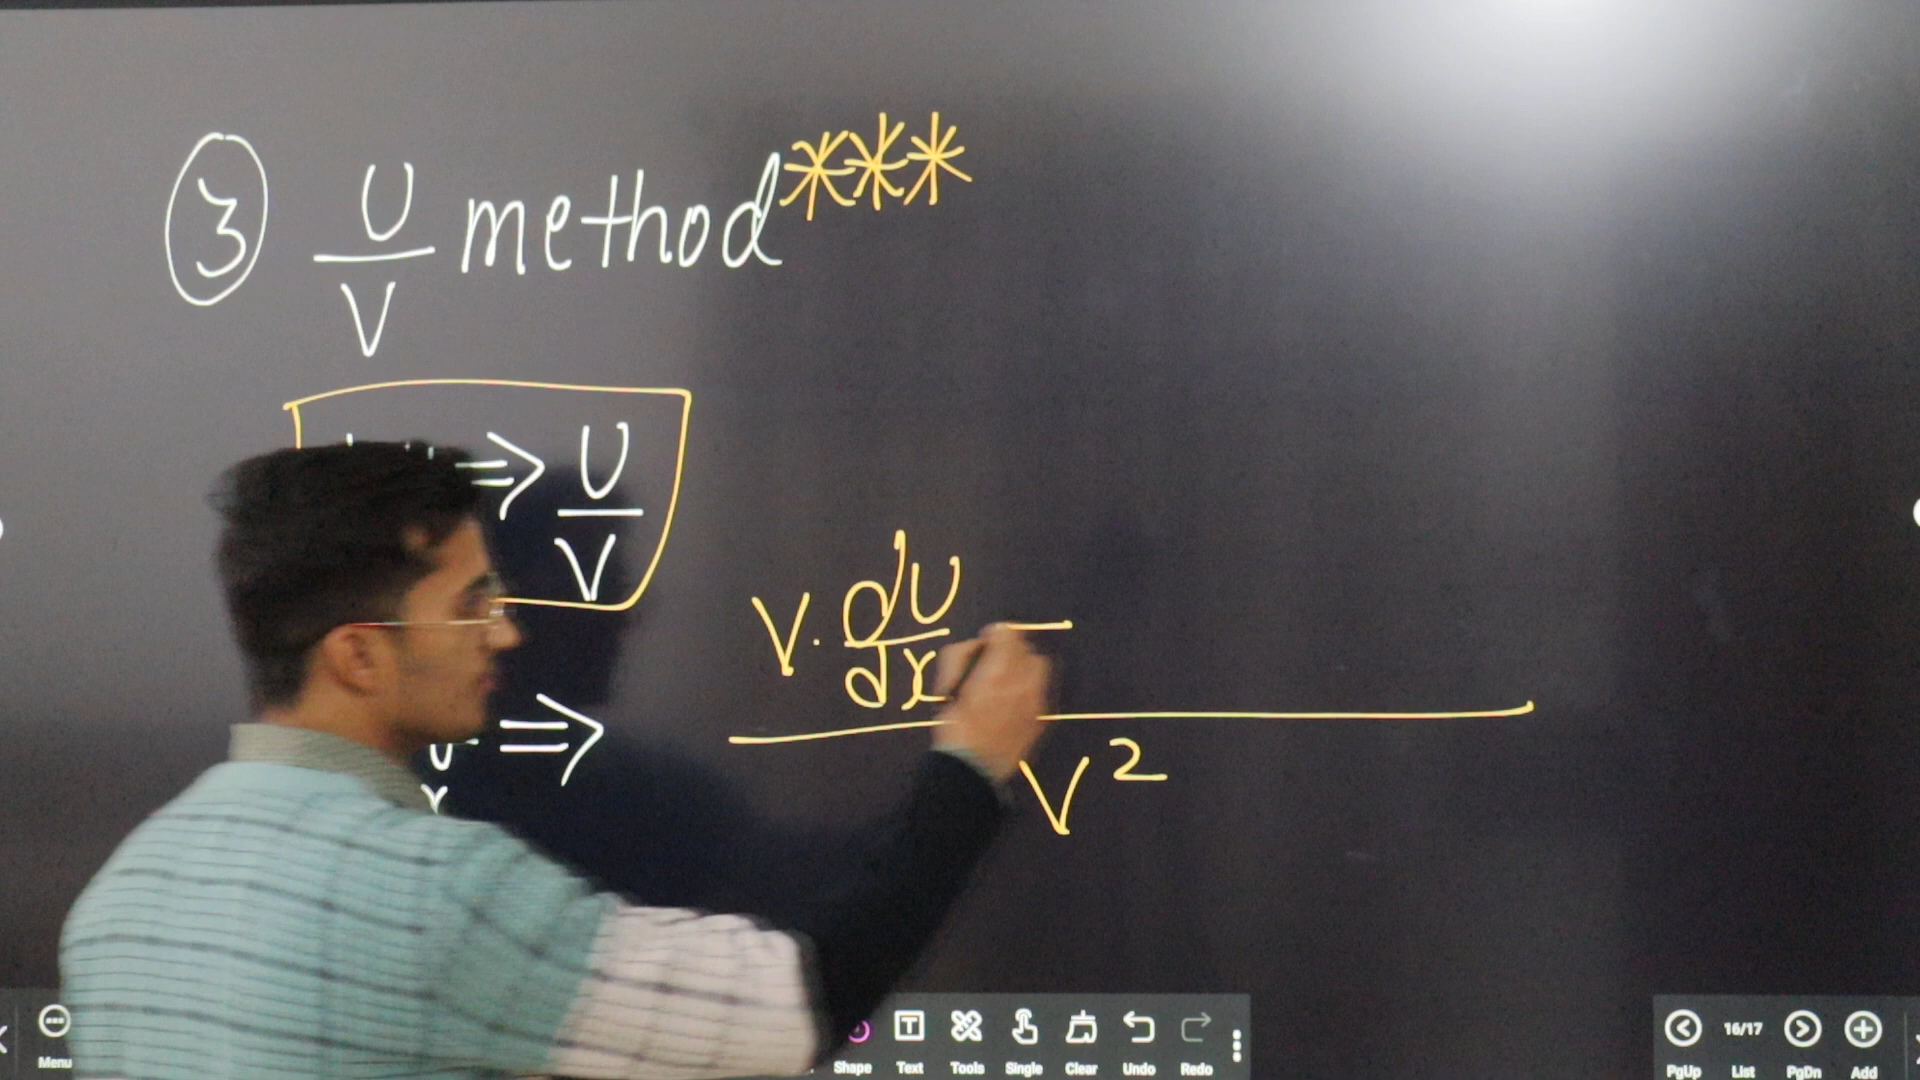 ③ U/V method***
⇒ U/V
V. dU/dx —
⇒
V²
Menu Shape Text Tools Single Clear Undo Redo
16/17
PgUp List PgDn Add